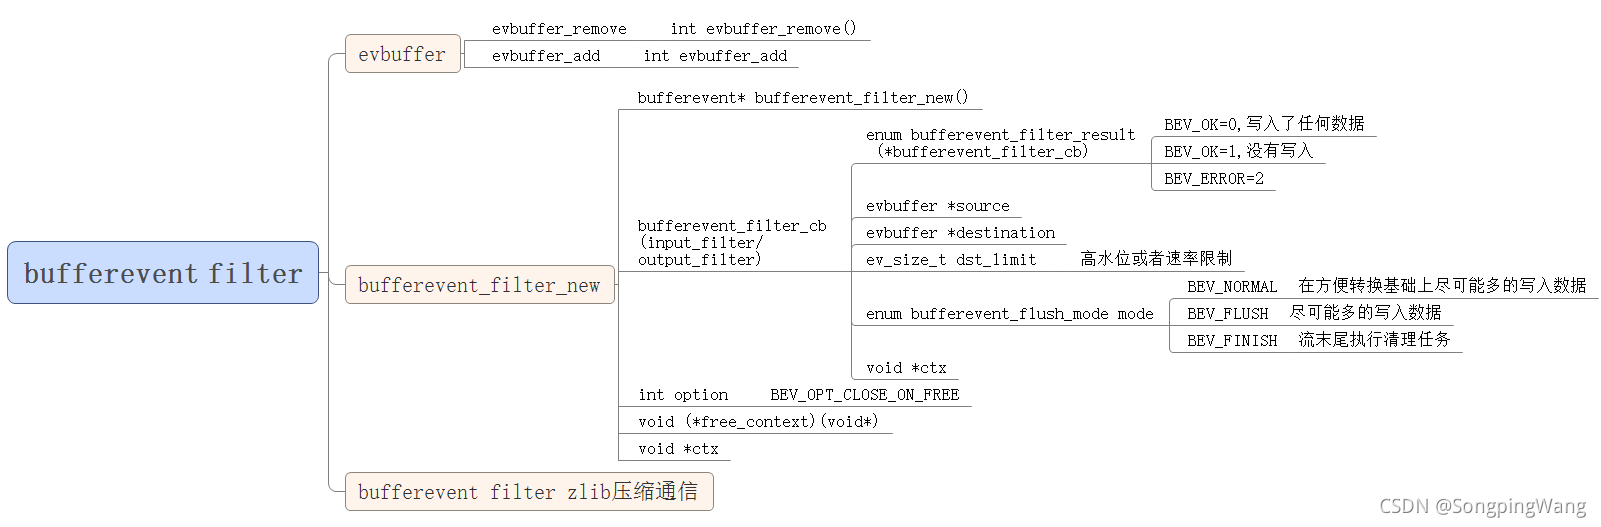 evbuffer_remove int evbuffer_remove()
evbuffer
evbuffer_add int evbuffer_add
bufferevent* bufferevent_filter_new()
enum bufferevent_filter_result
(*bufferevent_filter_cb)
BEV_OK=0,写入了任何数据
BEV_OK=1,没有写入
BEV_ERROR=2
evbuffer *source
bufferevent_filter_cb
(input_filter/
output_filter)
evbuffer *destination
ev_size_t dst_limit 高水位或者速率限制
bufferevent filter
bufferevent_filter_new
enum bufferevent_flush_mode mode
BEV_NORMAL 在方便转换基础上尽可能多的写入数据
BEV_FLUSH 尽可能多的写入数据
BEV_FINISH 流末尾执行清理任务
void *ctx
int option BEV_OPT_CLOSE_ON_FREE
void (*free_context)(void*)
void *ctx
bufferevent filter zlib压缩通信
CSDN @SongpingWang